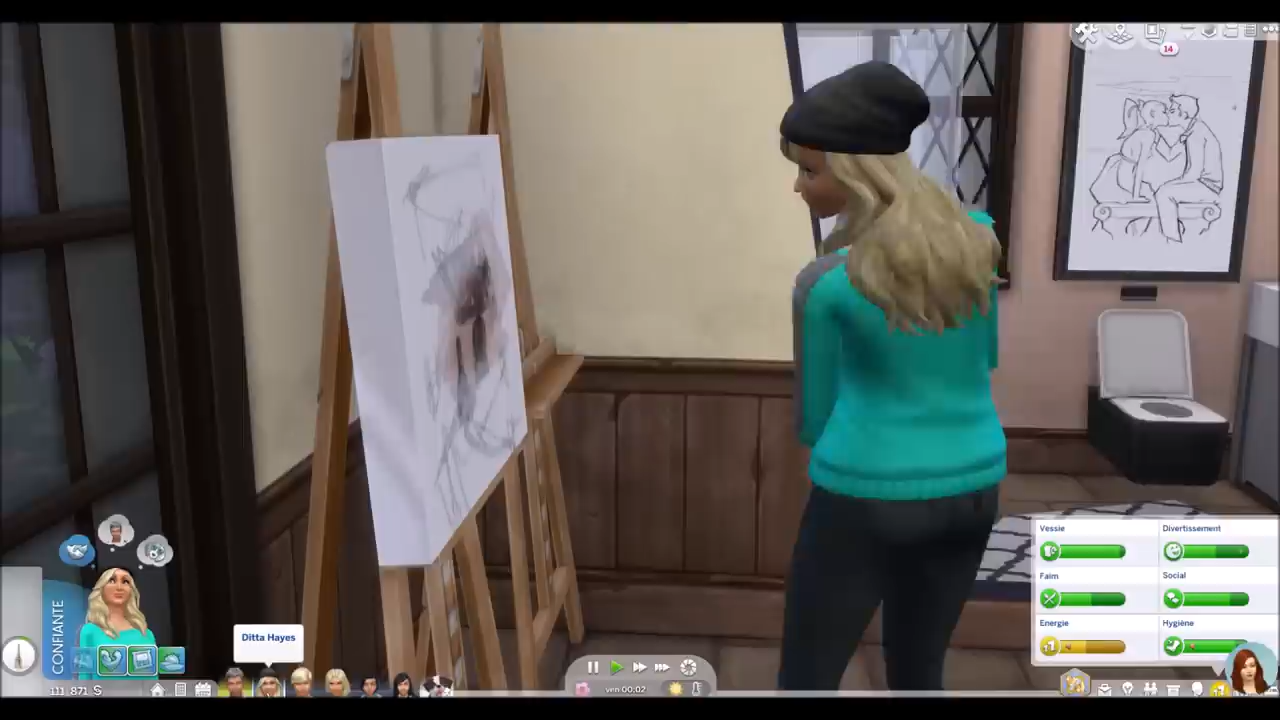 14
Vessie
Divertissement
Faim
Social
Energie
Hygiène
CONFIANTE
Ditta Hayes
111 871 $
ven 00:02